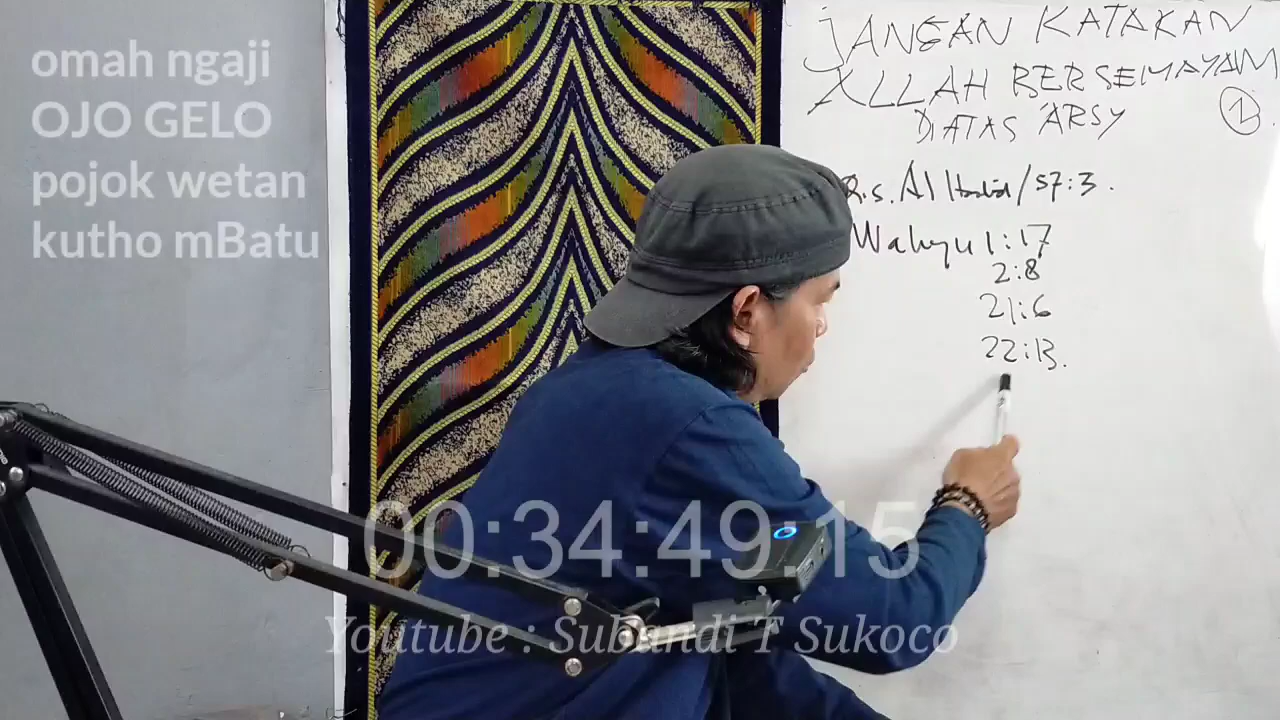 omah ngaji
OJO GELO
pojok wetan
kutho mBatu
JANGAN KATAKAN
ALLAH BERSEMAYAM
DIATAS 'ARSY
Q.s. Al Hadid/57:3.
Wahyu 1:17
2:8
21:6
22:13.
00:34:49:15
Youtube : Subandi T Sukoco